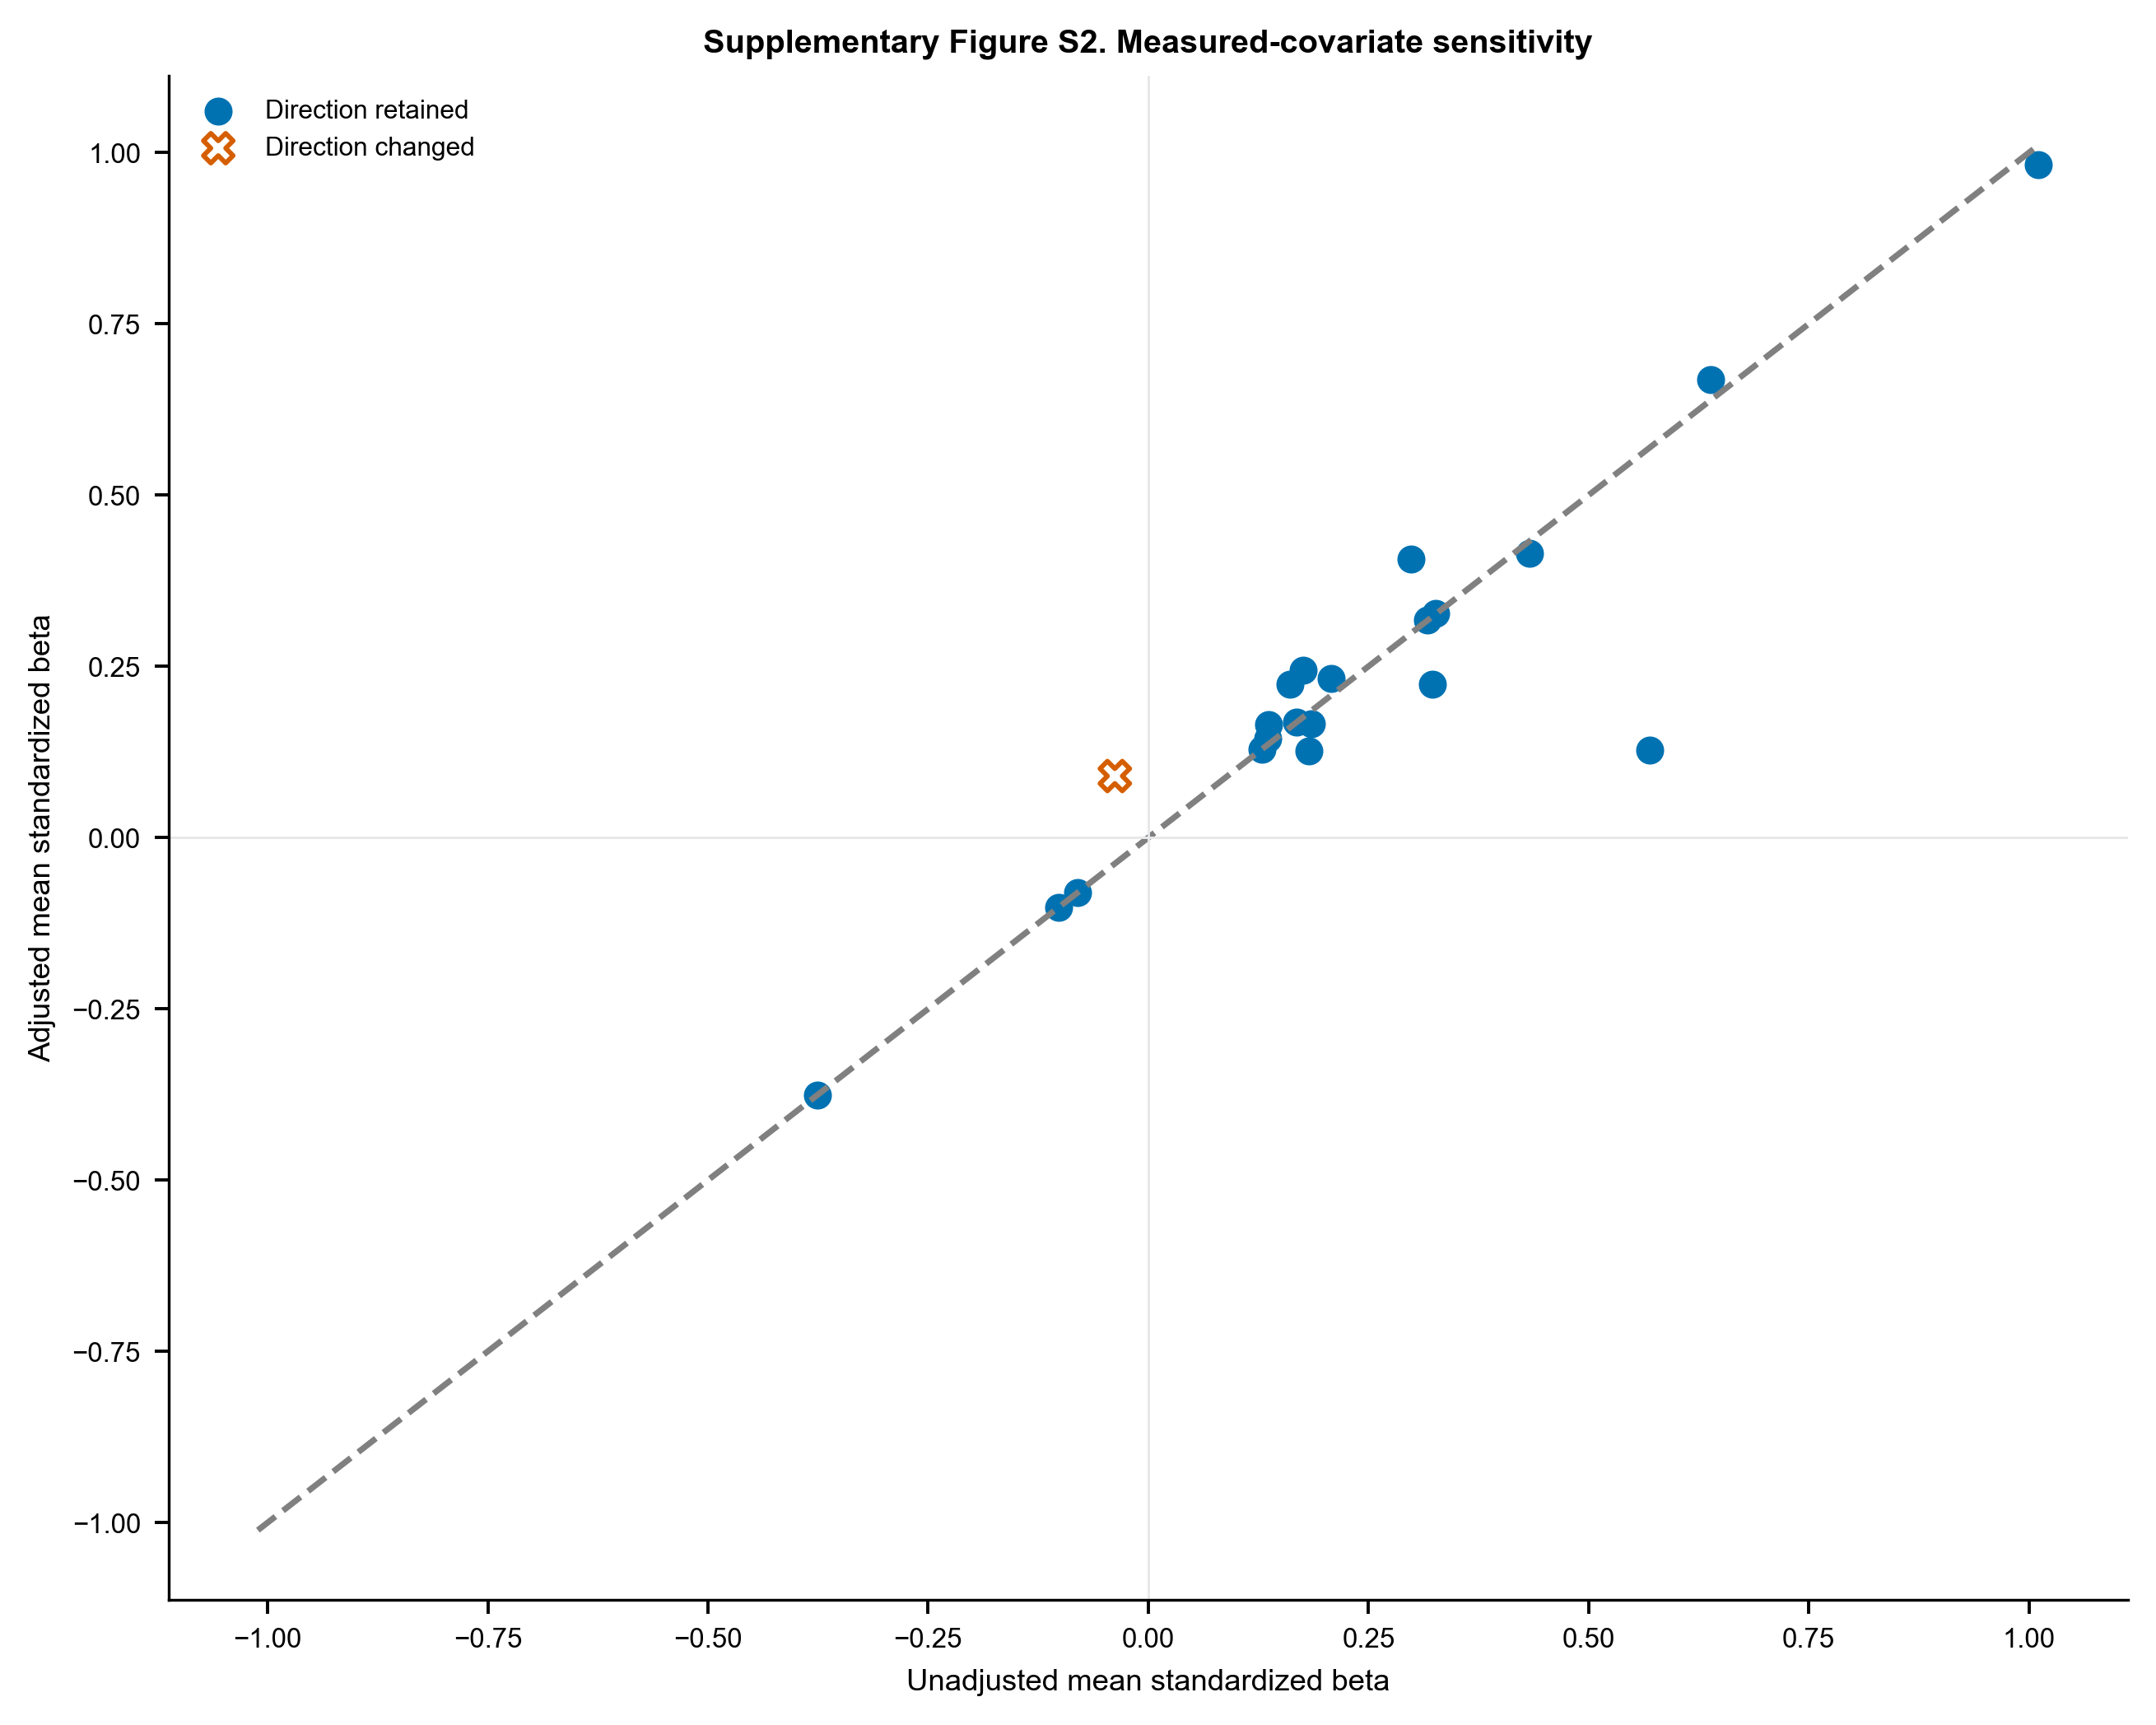 Supplementary Figure S2. Measured-covariate sensitivity
Direction retained
Direction changed
Adjusted mean standardized beta
1.00
0.75
0.50
0.25
0.00
−0.25
−0.50
−0.75
−1.00
−1.00 −0.75 −0.50 −0.25 0.00 0.25 0.50 0.75 1.00
Unadjusted mean standardized beta